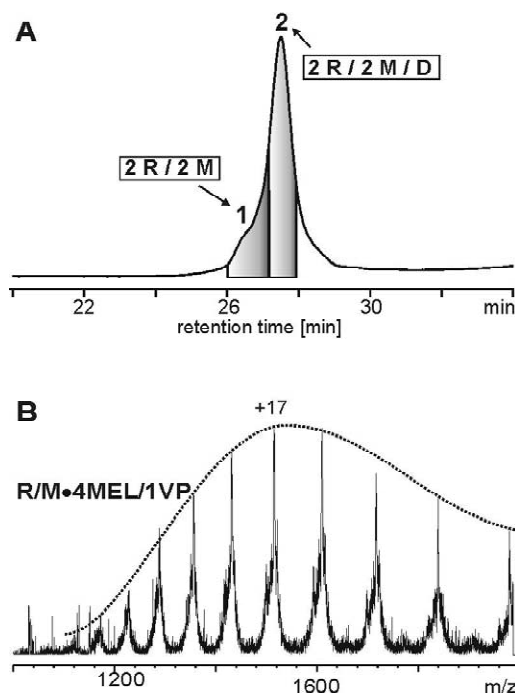 A
2
2 R / 2 M / D
2 R / 2 M
1
22 26 30 min
retention time [min]
B
+17
R/M•4MEL/1VP
1200 1600 m/z